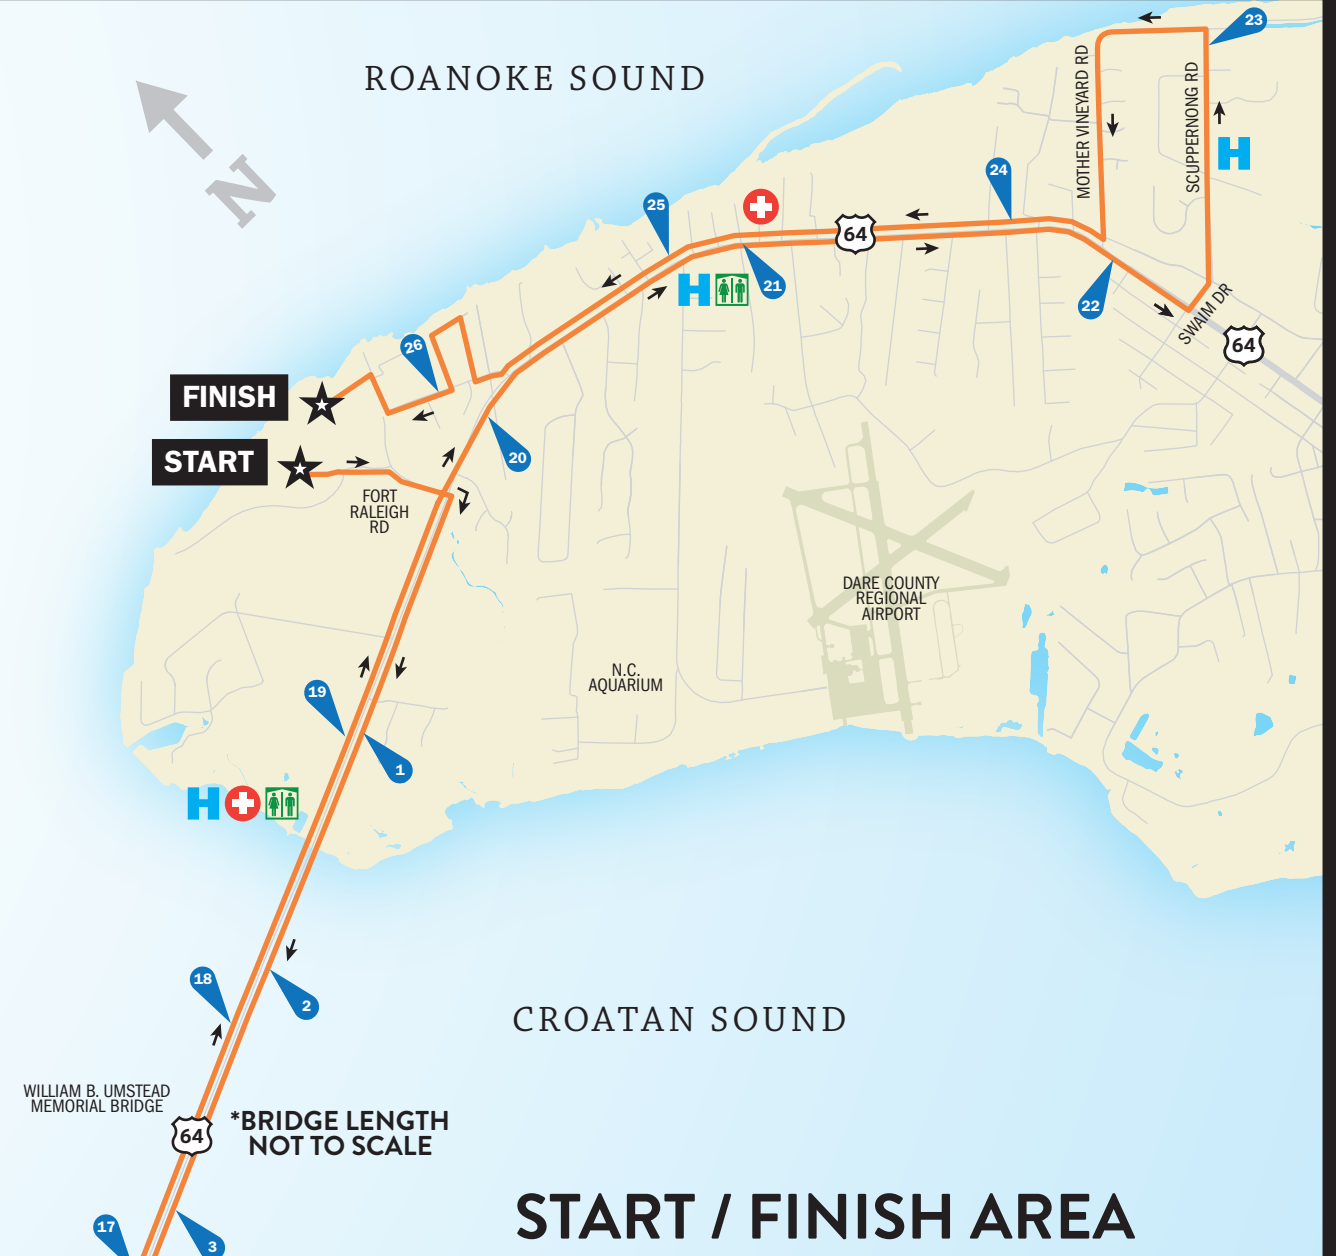 23
ROANOKE SOUND
MOTHER VINEYARD RD
SCUPPERNONG RD
N
H
24
25
64
21
H
22
SWAIM DR
64
26
FINISH
START
20
FORT
RALEIGH
RD
DARE COUNTY
REGIONAL
AIRPORT
N.C.
AQUARIUM
19
1
H
18
2
CROATAN SOUND
WILLIAM B. UMSTEAD
MEMORIAL BRIDGE
64
*BRIDGE LENGTH
NOT TO SCALE
START / FINISH AREA
17
3